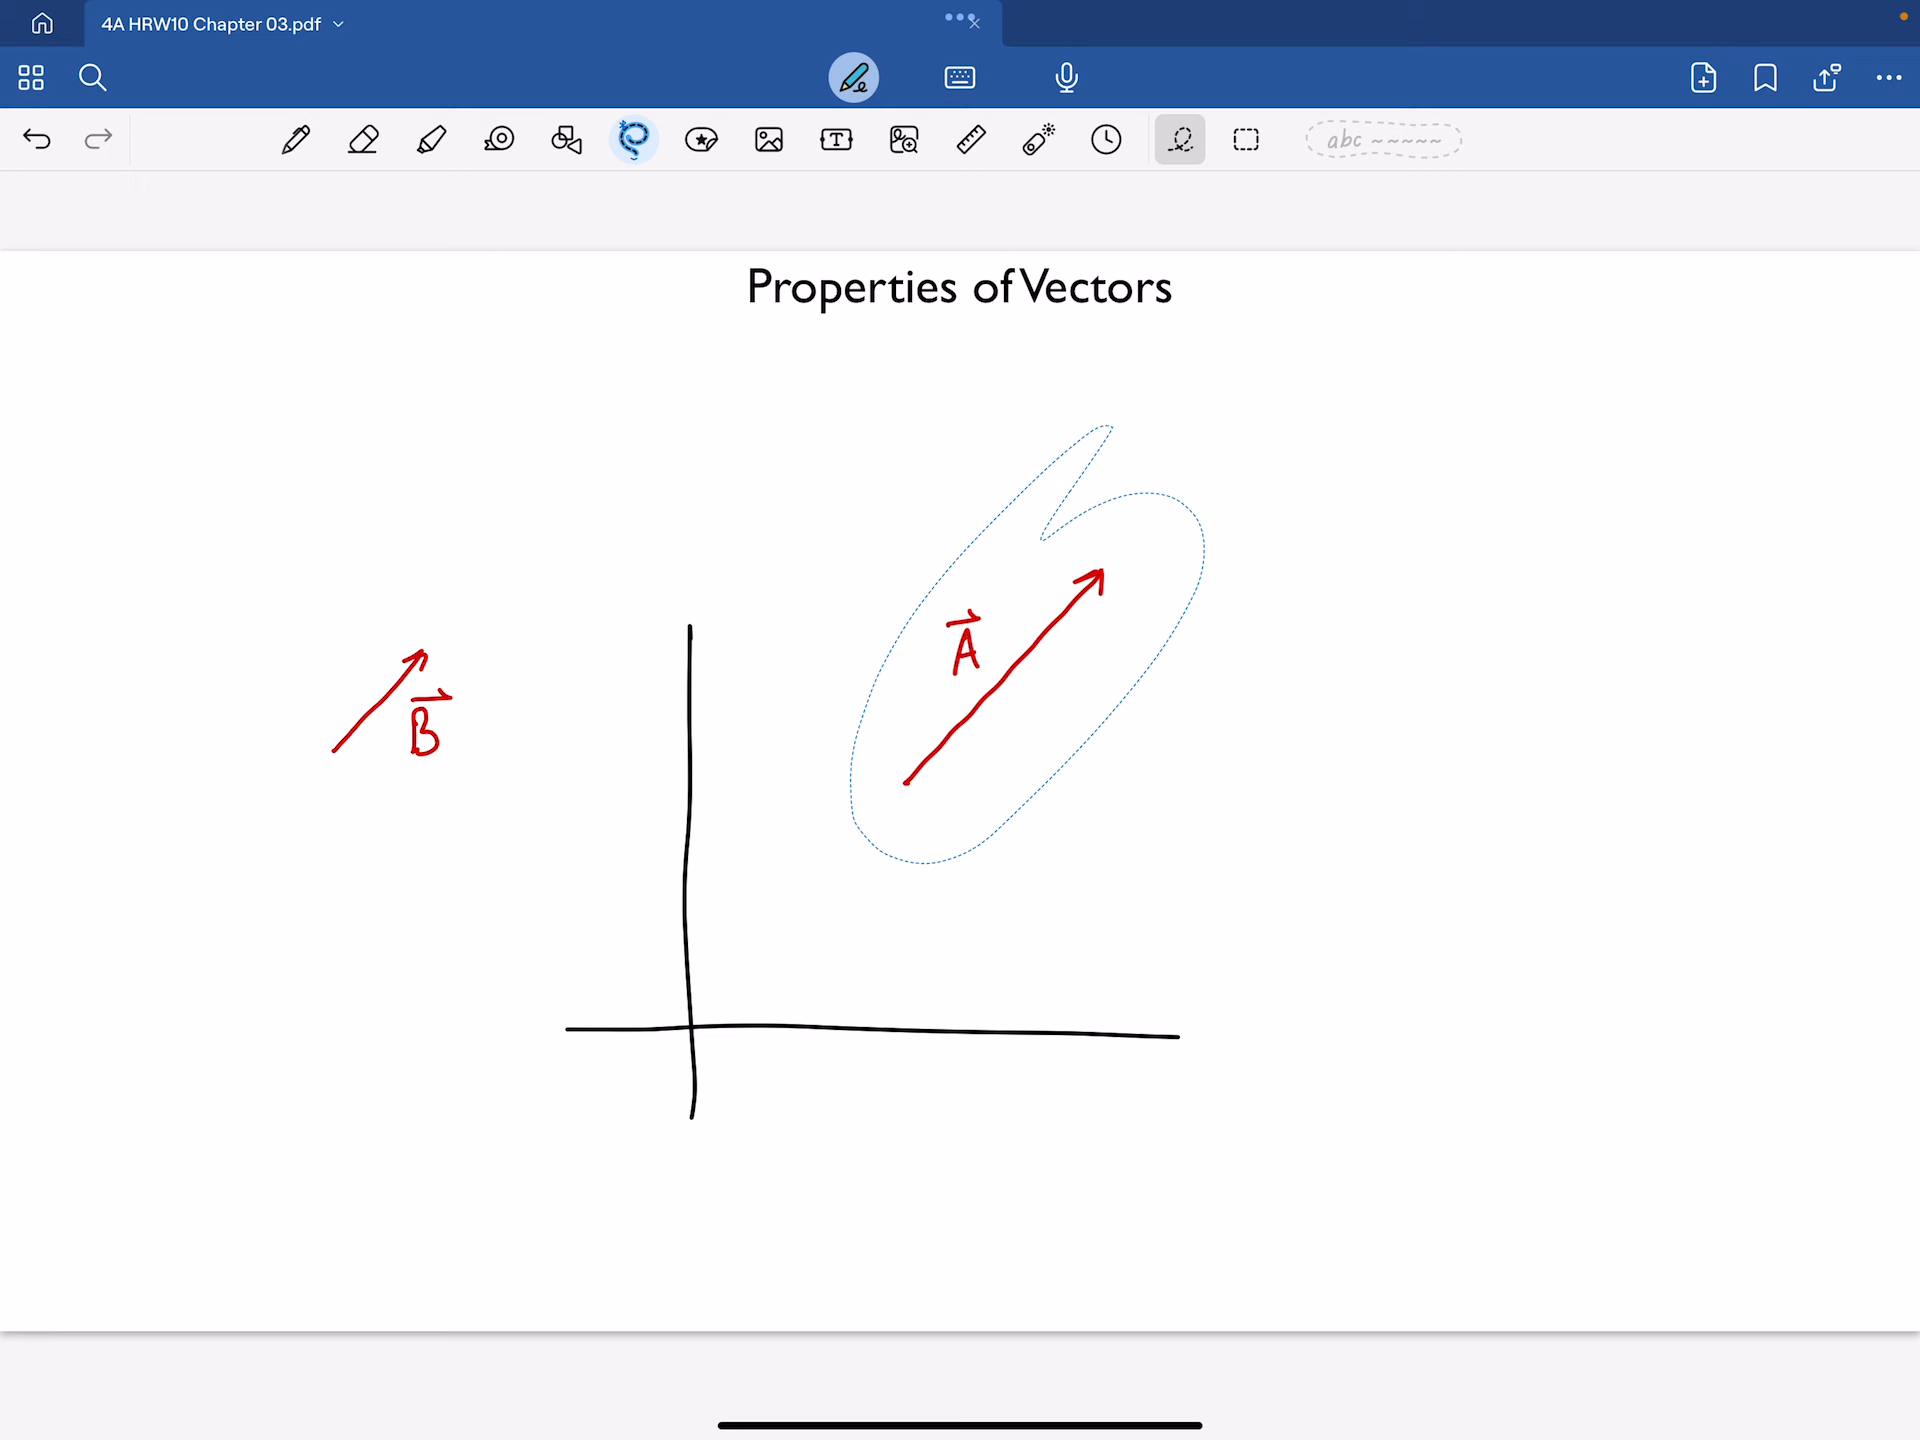 4A HRW10 Chapter 03.pdf
abc ~~~~~
Properties of Vectors
A
B